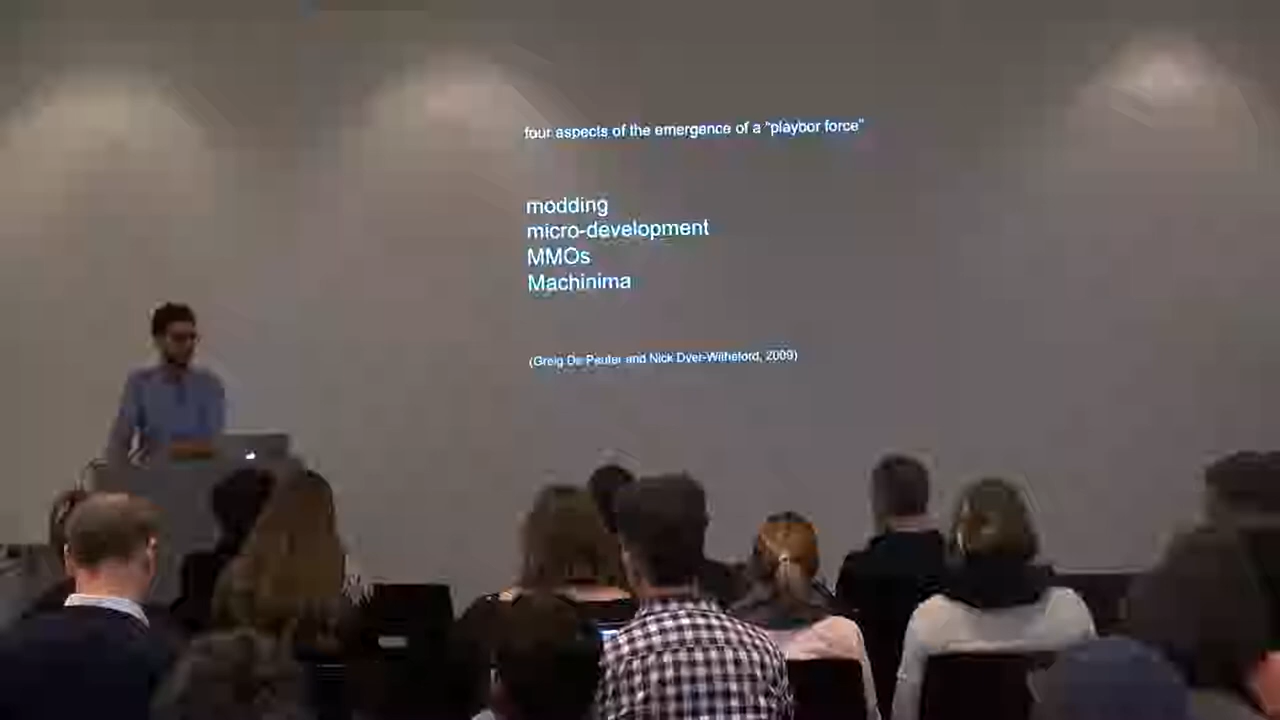 four aspects of the emergence of a "playbor force"
modding
micro-development
MMOs
Machinima
(Greig De Peuter and Nick Dyer-Witheford, 2009)